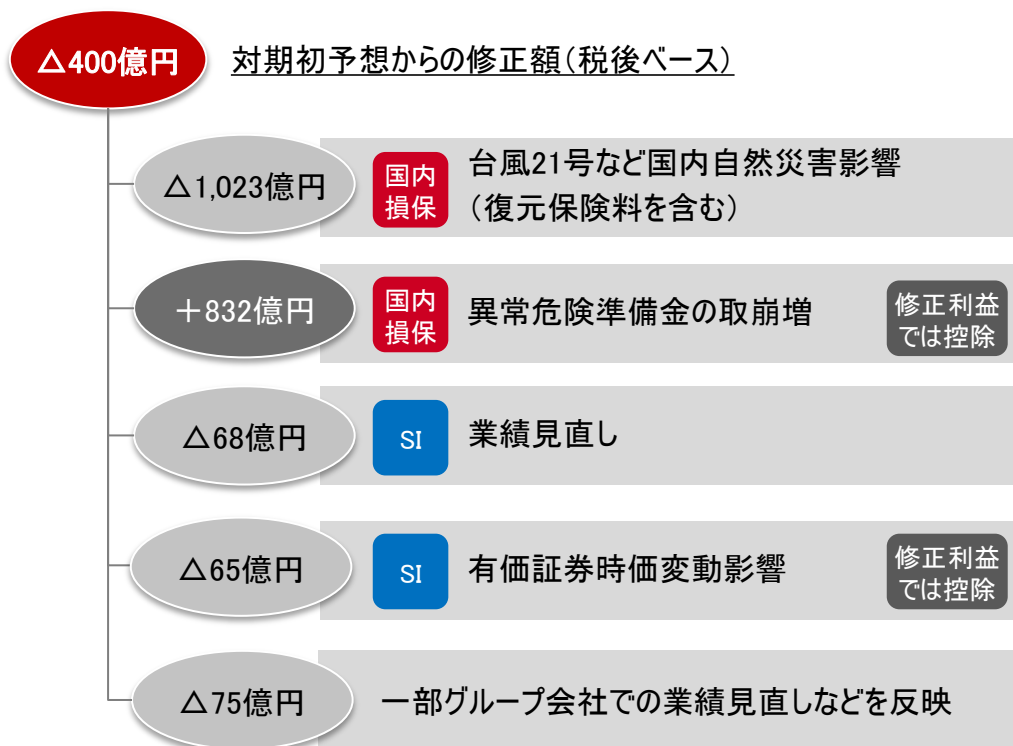 △400億円 対期初予想からの修正額(税後ベース)
△1,023億円
国内
損保
台風21号など国内自然災害影響
(復元保険料を含む)
＋832億円
国内
損保
異常危険準備金の取崩増
修正利益
では控除
△68億円
SI
業績見直し
△65億円
SI
有価証券時価変動影響
修正利益
では控除
△75億円
一部グループ会社での業績見直しなどを反映